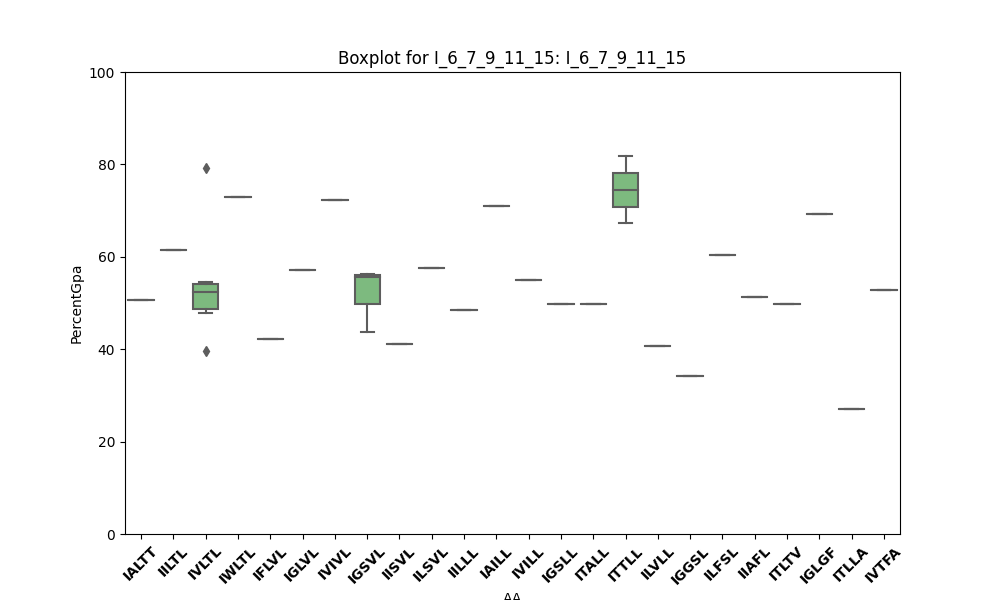 Boxplot for I_6_7_9_11_15: I_6_7_9_11_15
100
80
60
40
20
0
PercentGpa
IALTT IILTL IVLTL IWLTL IFLVL IGLVL IVIVL IGSVL IISVL ILSVL IILLL IAILL IVILL IGSLL ITALL ITTLL ILVLL IGGSL ILFSL IIAFL ITLTV IGLGF ITLLA IVTFA
AA